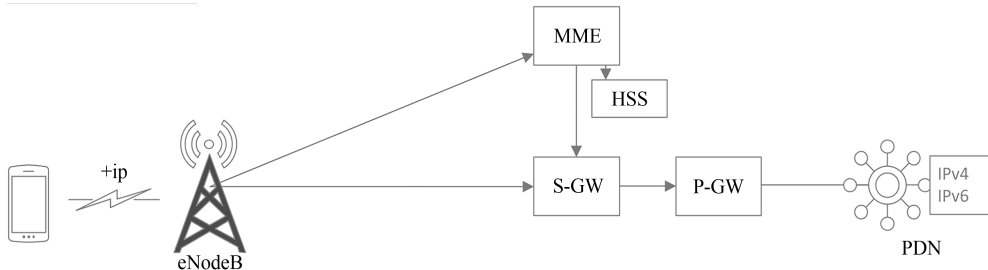 MME
HSS
+ip
S-GW
P-GW
IPv4
IPv6
eNodeB
PDN